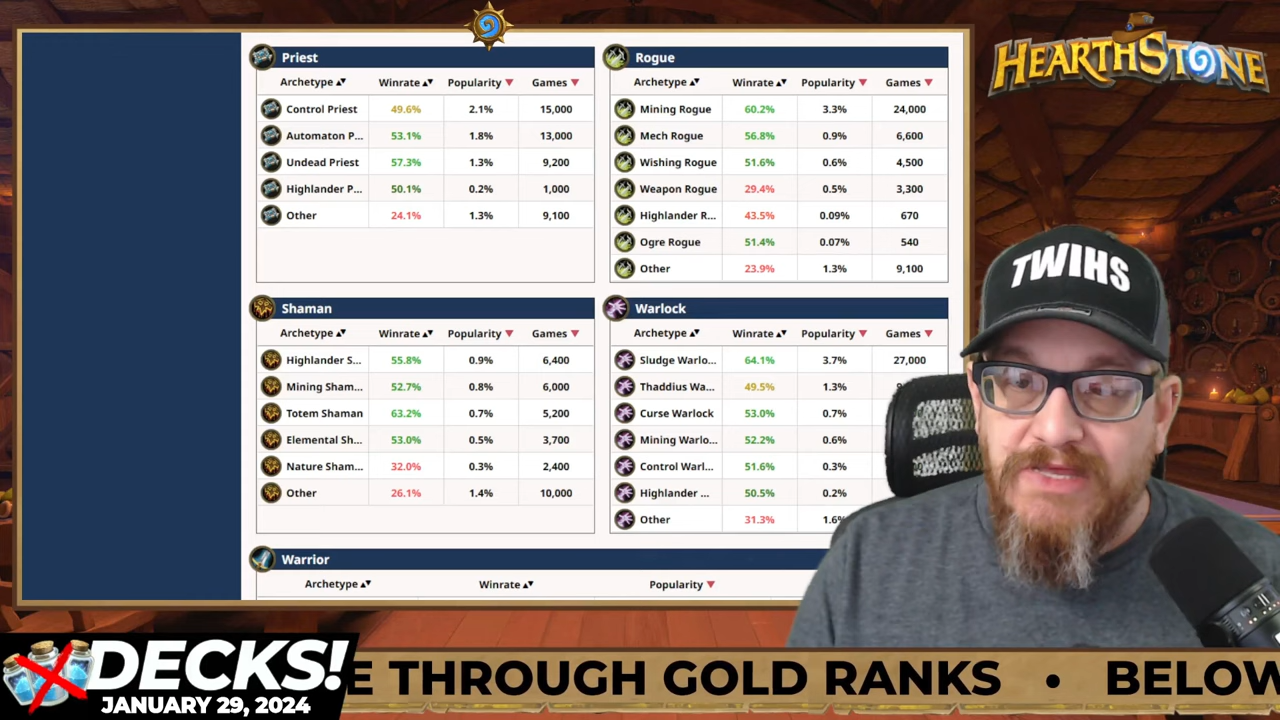 HEARTHSTONE
Priest
Archetype Winrate Popularity Games
Control Priest 49.6% 2.1% 15,000
Automaton P... 53.1% 1.8% 13,000
Undead Priest 57.3% 1.3% 9,200
Highlander P... 50.1% 0.2% 1,000
Other 24.1% 1.3% 9,100
Rogue
Archetype Winrate Popularity Games
Mining Rogue 60.2% 3.3% 24,000
Mech Rogue 56.8% 0.9% 6,600
Wishing Rogue 51.6% 0.6% 4,500
Weapon Rogue 29.4% 0.5% 3,300
Highlander R... 43.5% 0.09% 670
Ogre Rogue 51.4% 0.07% 540
Other 23.9% 1.3% 9,100
Shaman
Archetype Winrate Popularity Games
Highlander S... 55.8% 0.9% 6,400
Mining Sham... 52.7% 0.8% 6,000
Totem Shaman 63.2% 0.7% 5,200
Elemental Sh... 53.0% 0.5% 3,700
Nature Sham... 32.0% 0.3% 2,400
Other 26.1% 1.4% 10,000
Warlock
Archetype Winrate Popularity Games
Sludge Warlo... 64.1% 3.7% 27,000
Thaddius Wa... 49.5% 1.3%
Curse Warlock 53.0% 0.7%
Mining Warlo... 52.2% 0.6%
Control Warl... 51.6% 0.3%
Highlander ... 50.5% 0.2%
Other 31.3% 1.6%
Warrior
Archetype Winrate Popularity
TWIHS
DECKS!
JANUARY 29, 2024
E THROUGH GOLD RANKS • BELOW